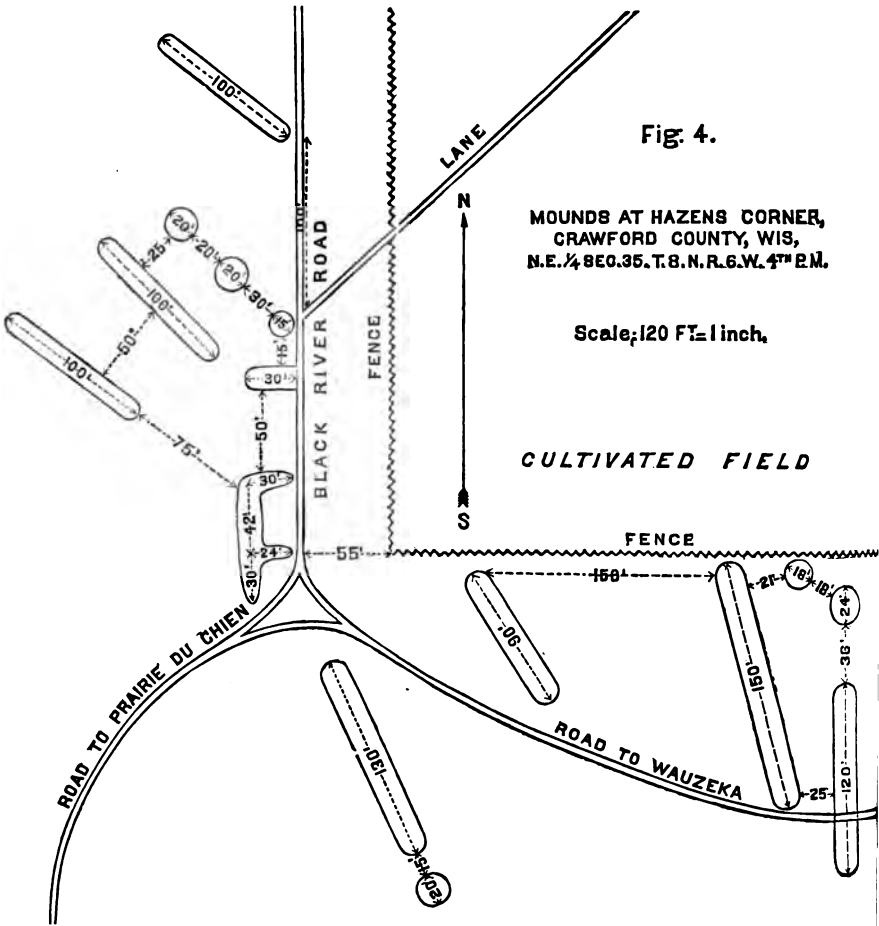 Fig. 4.
MOUNDS AT HAZENS CORNER,
CRAWFORD COUNTY, WIS,
N.E.¼ SEC.35.T.8.N.R.6.W.4TH P.M.
Scale; 120 FT=1 inch,
N
S
LANE
BLACK RIVER ROAD
FENCE
CULTIVATED FIELD
FENCE
ROAD TO PRAIRIE DU CHIEN
ROAD TO WAUZEKA
100'
20'
25
20'
20'
30'
15'
100'
50'
100'
15'
30'
50'
75'
30'
42'
24'
30'
55'
150'
21'
18'
18'
24'
36'
90'
150'
120'
25
130'
15'
20'